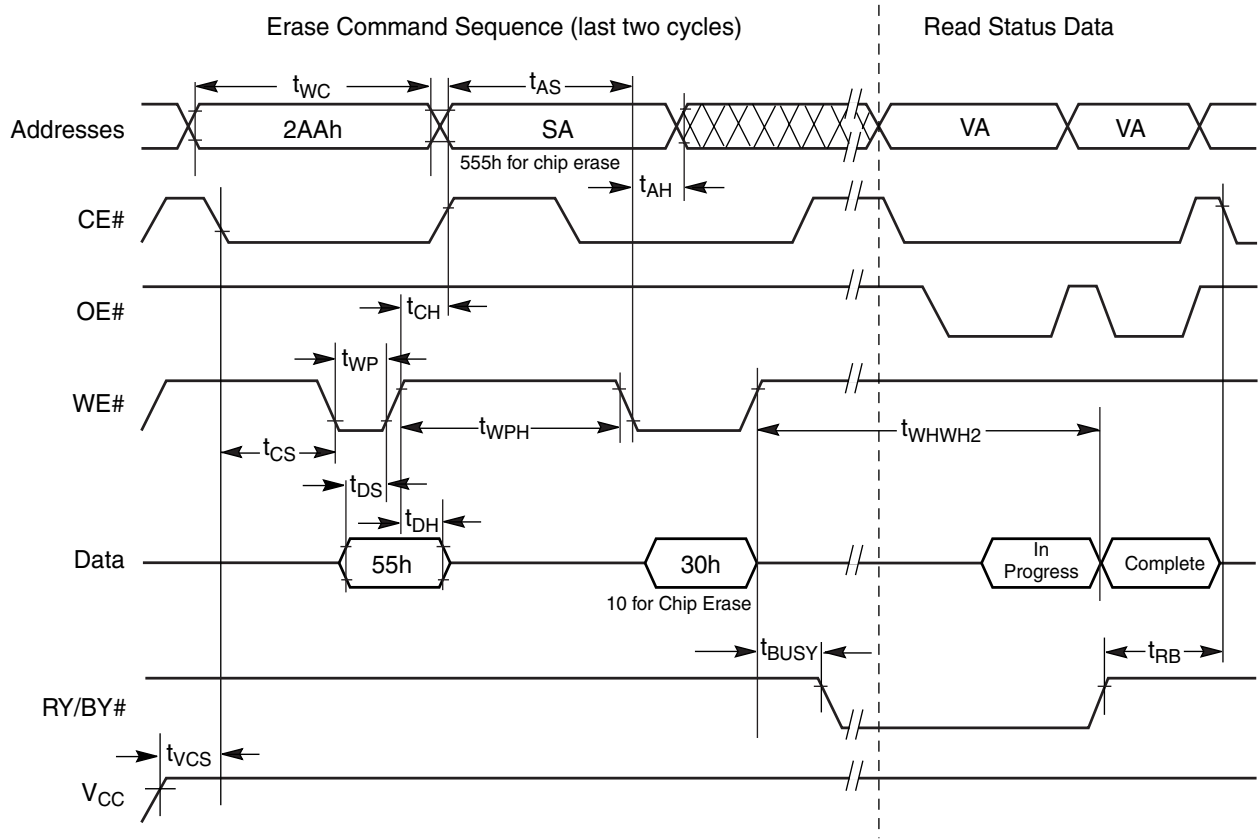 Erase Command Sequence (last two cycles)
Read Status Data
tWC
tAS
Addresses
2AAh
SA
VA
VA
555h for chip erase
tAH
CE#
tCH
OE#
tWP
WE#
tWPH
tWHWH2
tCS
tDS
tDH
Data
55h
30h
In
Progress
Complete
10 for Chip Erase
tBUSY
tRB
RY/BY#
tVCS
VCC